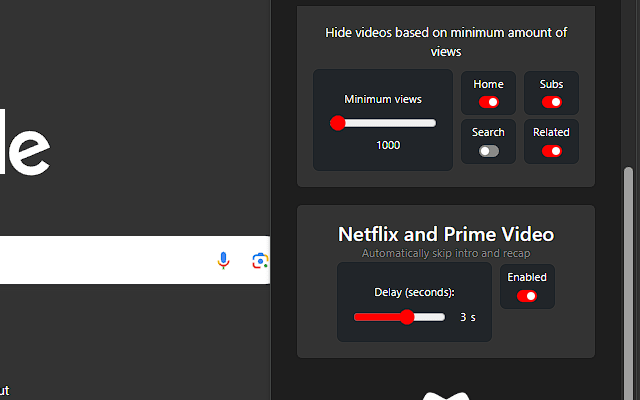 Hide videos based on minimum amount of
views
Minimum views
1000
Home
Subs
Search
Related
le
Netflix and Prime Video
Automatically skip intro and recap
Delay (seconds):
3 s
Enabled
ut